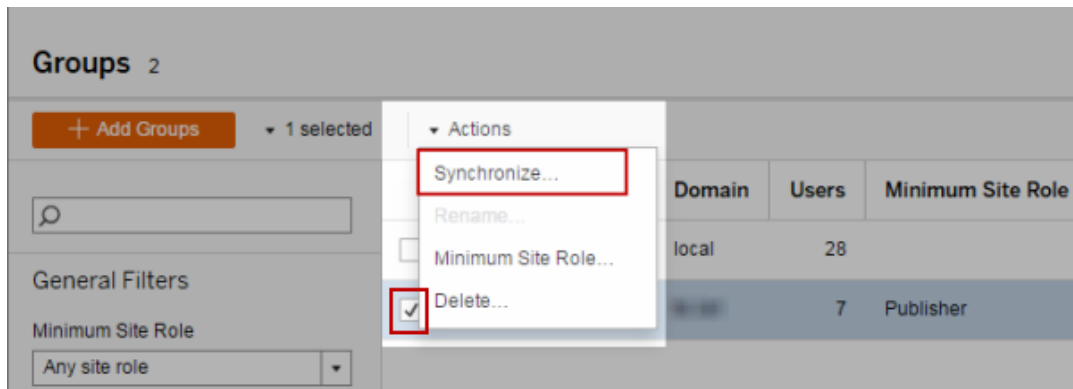 Groups 2
+ Add Groups
1 selected
Actions
Synchronize...
Rename...
Minimum Site Role...
Delete...
Domain Users Minimum Site Role
local 28
7 Publisher
General Filters
Minimum Site Role
Any site role